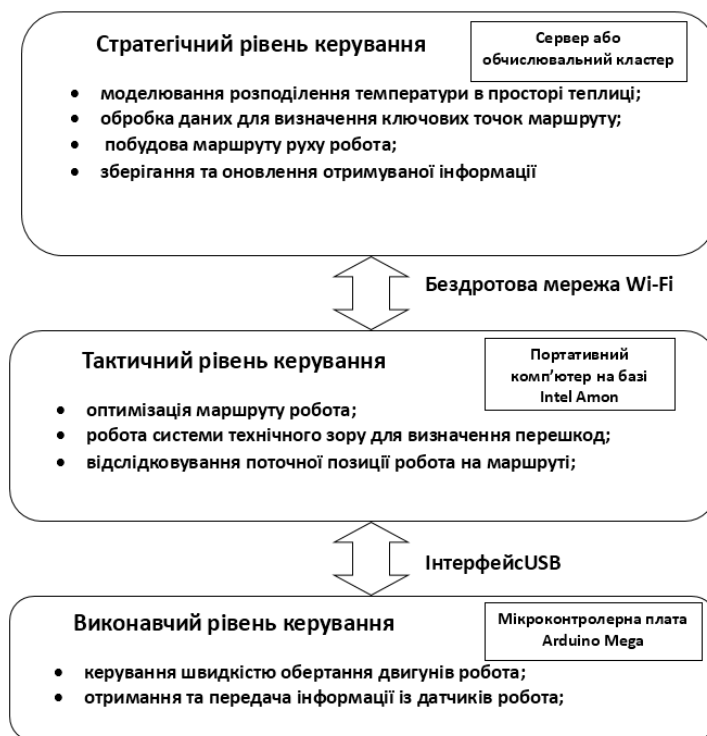 Стратегічний рівень керування
Сервер або
обчислювальний кластер
• моделювання розподілення температури в просторі теплиці;
• обробка даних для визначення ключових точок маршруту;
• побудова маршруту руху робота;
• зберігання та оновлення отримуваної інформації
Бездротова мережа Wi-Fi
Тактичний рівень керування
Портативний
комп’ютер на базі
Intel Amon
• оптимізація маршруту робота;
• робота системи технічного зору для визначення перешкод;
• відслідковування поточної позиції робота на маршруті;
ІнтерфейсUSB
Виконавчий рівень керування
Мікроконтролерна плата
Arduino Mega
• керування швидкістю обертання двигунів робота;
• отримання та передача інформації із датчиків робота;